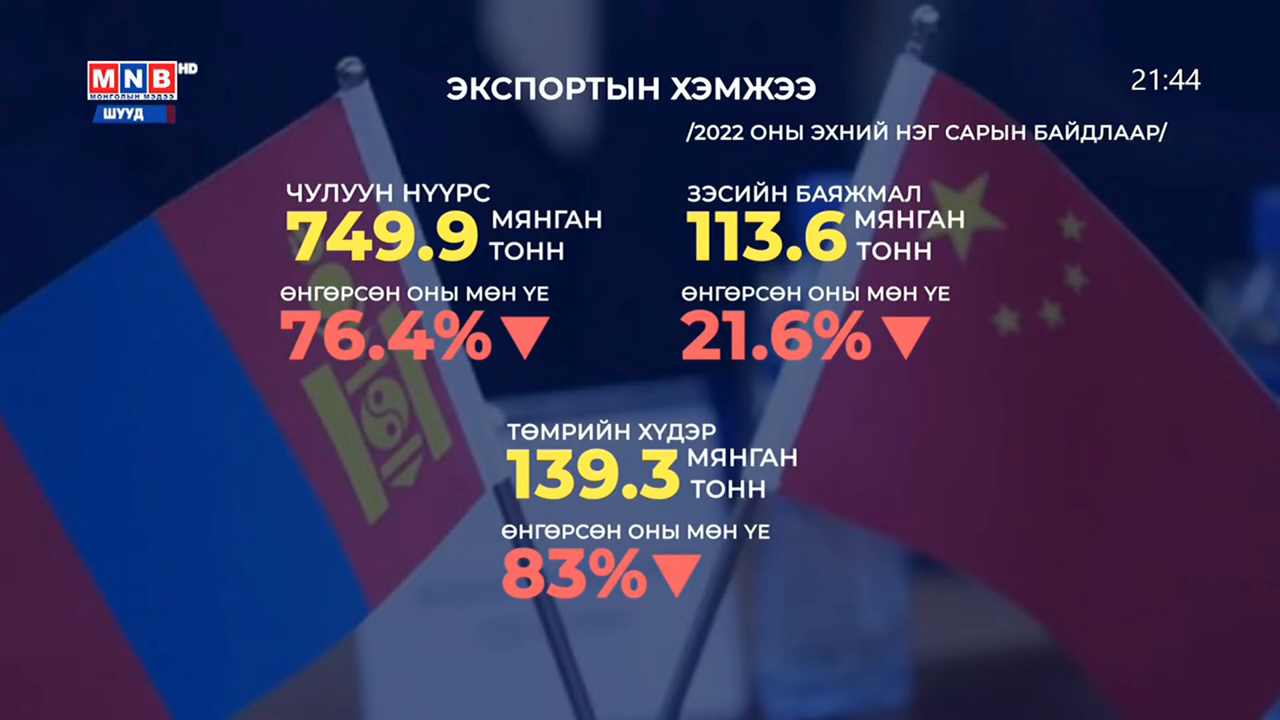 MNB HD
МОНГОЛЫН МЭДЭЭ
ШУУД
ЭКСПОРТЫН ХЭМЖЭЭ
21:44
/2022 ОНЫ ЭХНИЙ НЭГ САРЫН БАЙДЛААР/
ЧУЛУУН НҮҮРС
749.9 МЯНГАН
ТОНН
ӨНГӨРСӨН ОНЫ МӨН ҮЕ
76.4%▼
ЗЭСИЙН БАЯЖМАЛ
113.6 МЯНГАН
ТОНН
ӨНГӨРСӨН ОНЫ МӨН ҮЕ
21.6%▼
ТӨМРИЙН ХҮДЭР
139.3 МЯНГАН
ТОНН
ӨНГӨРСӨН ОНЫ МӨН ҮЕ
83%▼